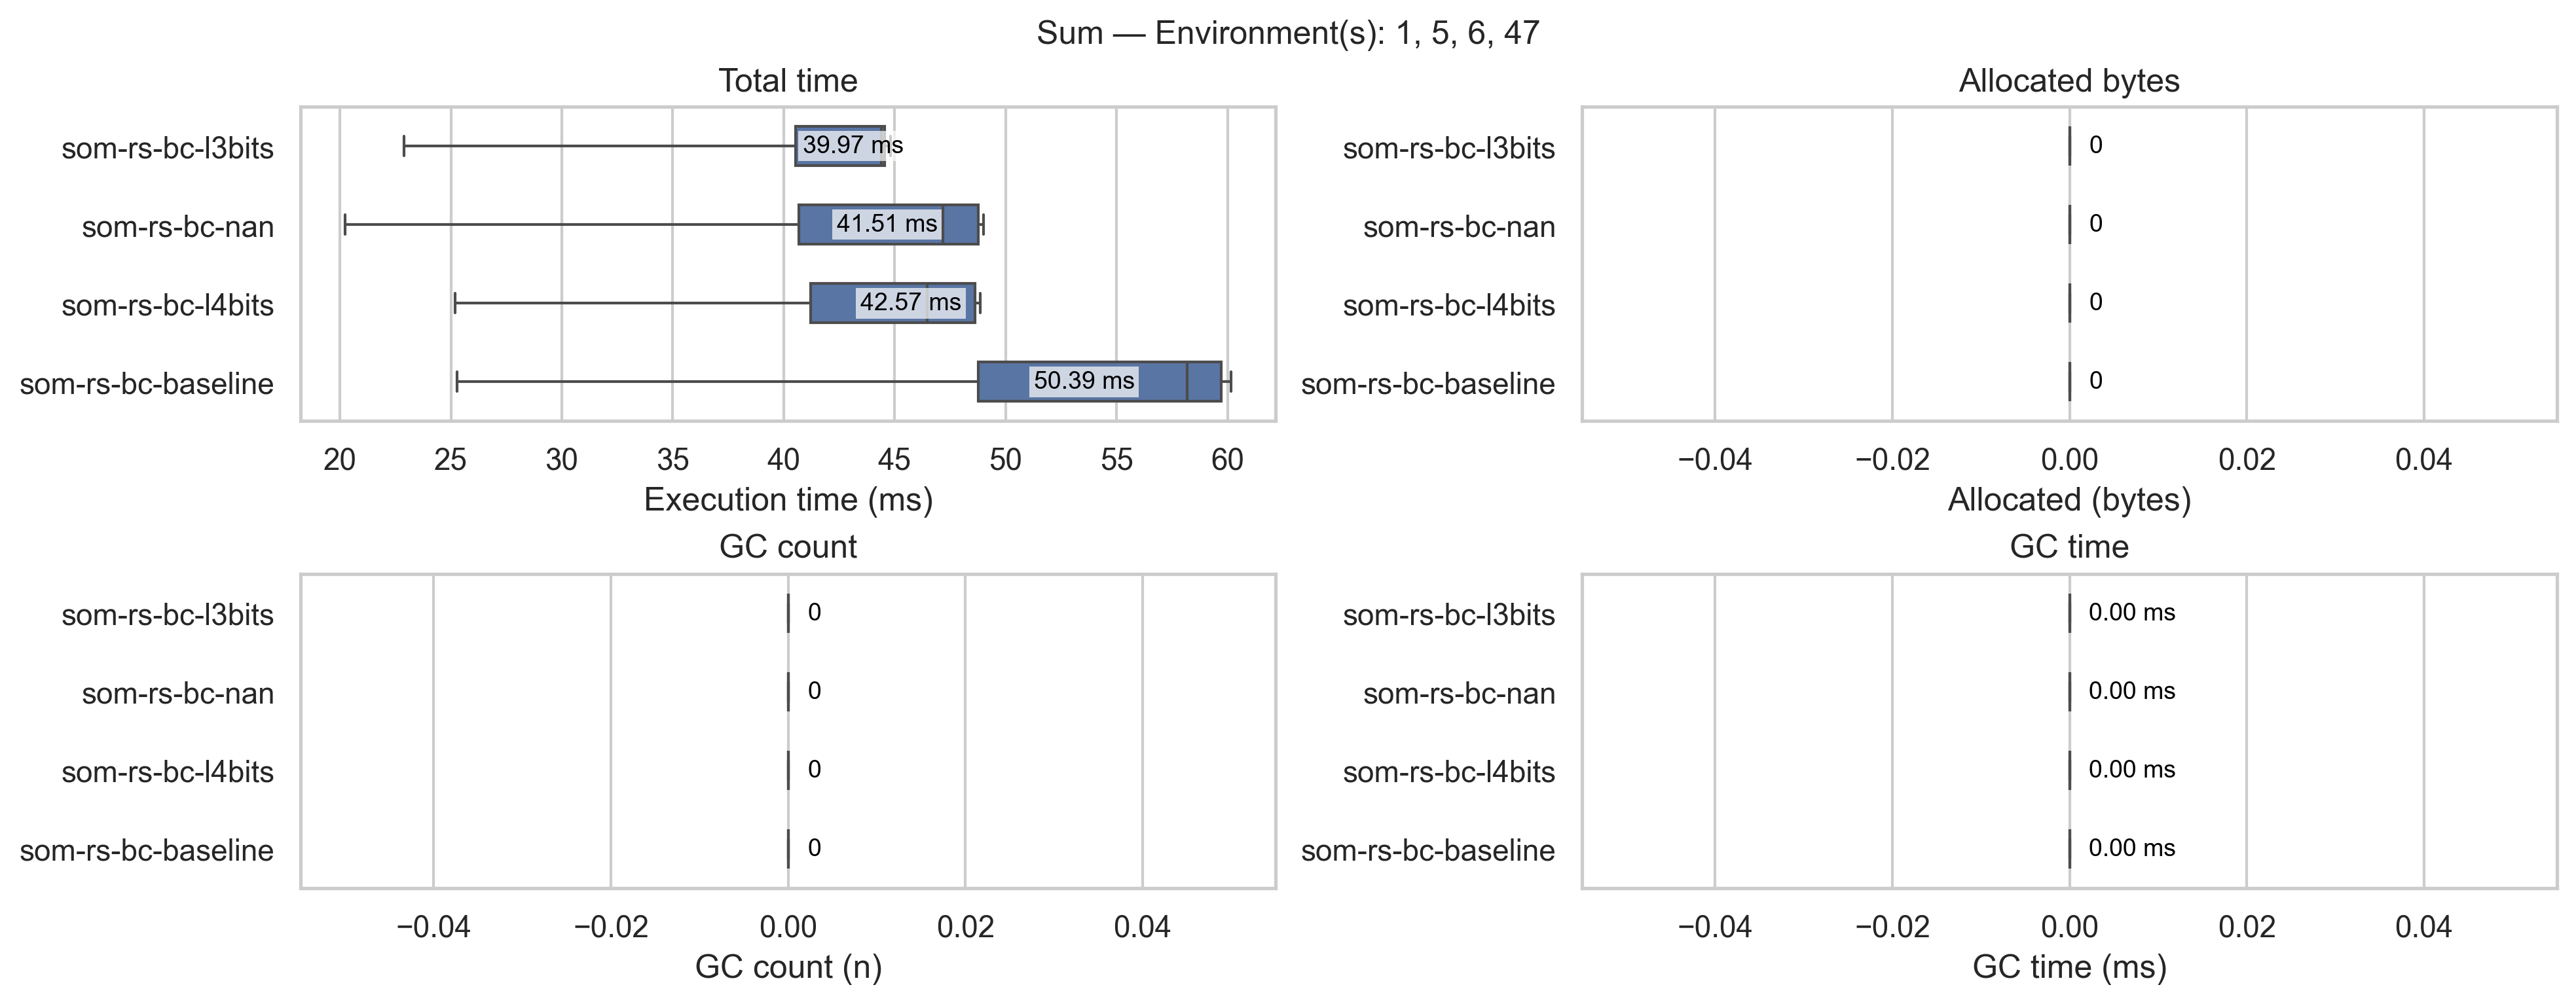 Sum — Environment(s): 1, 5, 6, 47
Total time
som-rs-bc-l3bits
39.97 ms
som-rs-bc-nan
41.51 ms
som-rs-bc-l4bits
42.57 ms
som-rs-bc-baseline
50.39 ms
20 25 30 35 40 45 50 55 60
Execution time (ms)
Allocated bytes
som-rs-bc-l3bits
0
som-rs-bc-nan
0
som-rs-bc-l4bits
0
som-rs-bc-baseline
0
−0.04 −0.02 0.00 0.02 0.04
Allocated (bytes)
GC count
som-rs-bc-l3bits
0
som-rs-bc-nan
0
som-rs-bc-l4bits
0
som-rs-bc-baseline
0
−0.04 −0.02 0.00 0.02 0.04
GC count (n)
GC time
som-rs-bc-l3bits
0.00 ms
som-rs-bc-nan
0.00 ms
som-rs-bc-l4bits
0.00 ms
som-rs-bc-baseline
0.00 ms
−0.04 −0.02 0.00 0.02 0.04
GC time (ms)